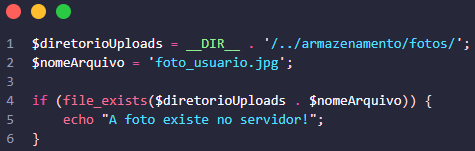 1 $diretorioUploads = __DIR__ . '/../armazenamento/fotos/';
2 $nomeArquivo = 'foto_usuario.jpg';
3
4 if (file_exists($diretorioUploads . $nomeArquivo)) {
5     echo "A foto existe no servidor!";
6 }